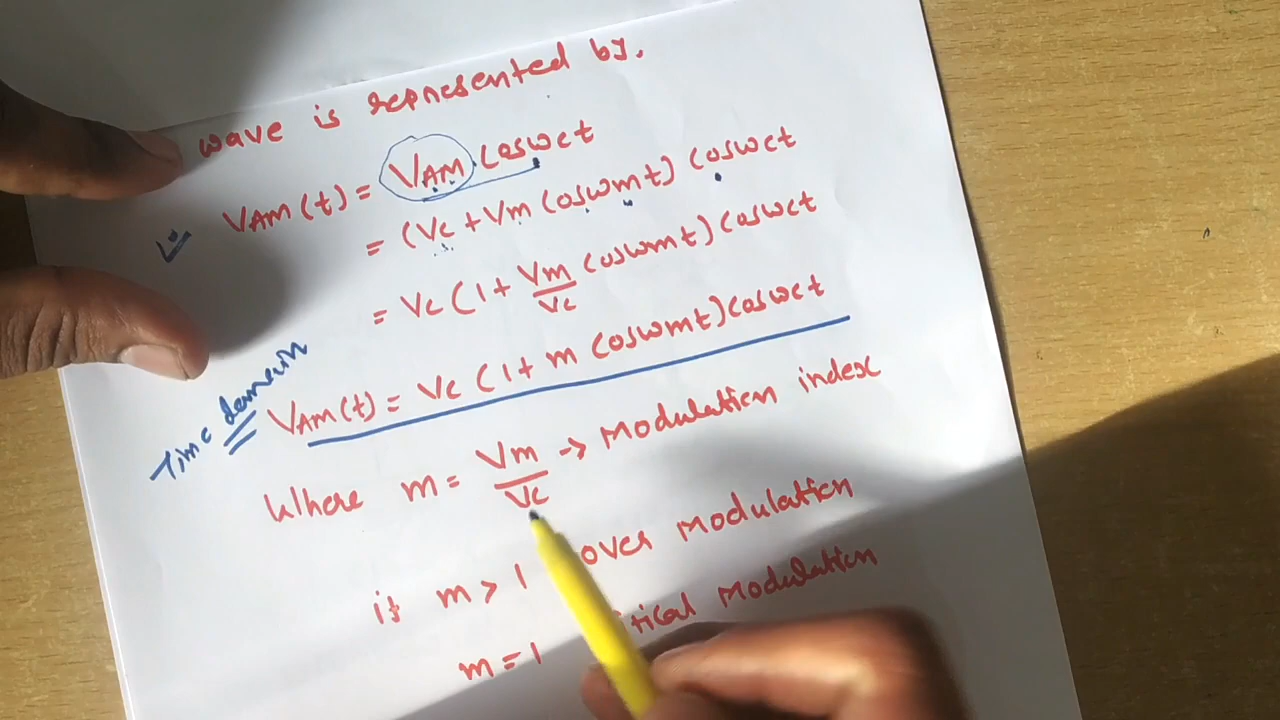 wave is represented by.
VAM(t) = VAM Cosωct
= (Vc + Vm Cosωmt) Cosωct
= Vc (1 + Vm/Vc Cosωmt) Cosωct
Time domain
VAM(t) = Vc (1 + m Cosωmt) Cosωct
Where m = Vm/Vc → Modulation index
if m > 1 over Modulation
m = 1 tical Modulation